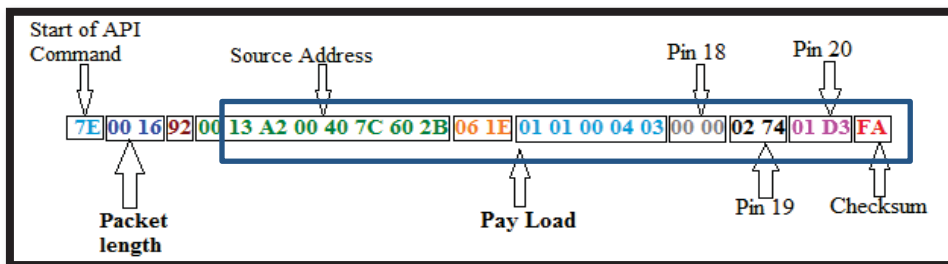 Start of API
Command
Source Address
Pin 18
Pin 20
7E 00 16 92 00 13 A2 00 40 7C 60 2B 06 1E 01 01 00 04 03 00 00 02 74 01 D3 FA
Packet
length
Pay Load
Pin 19
Checksum